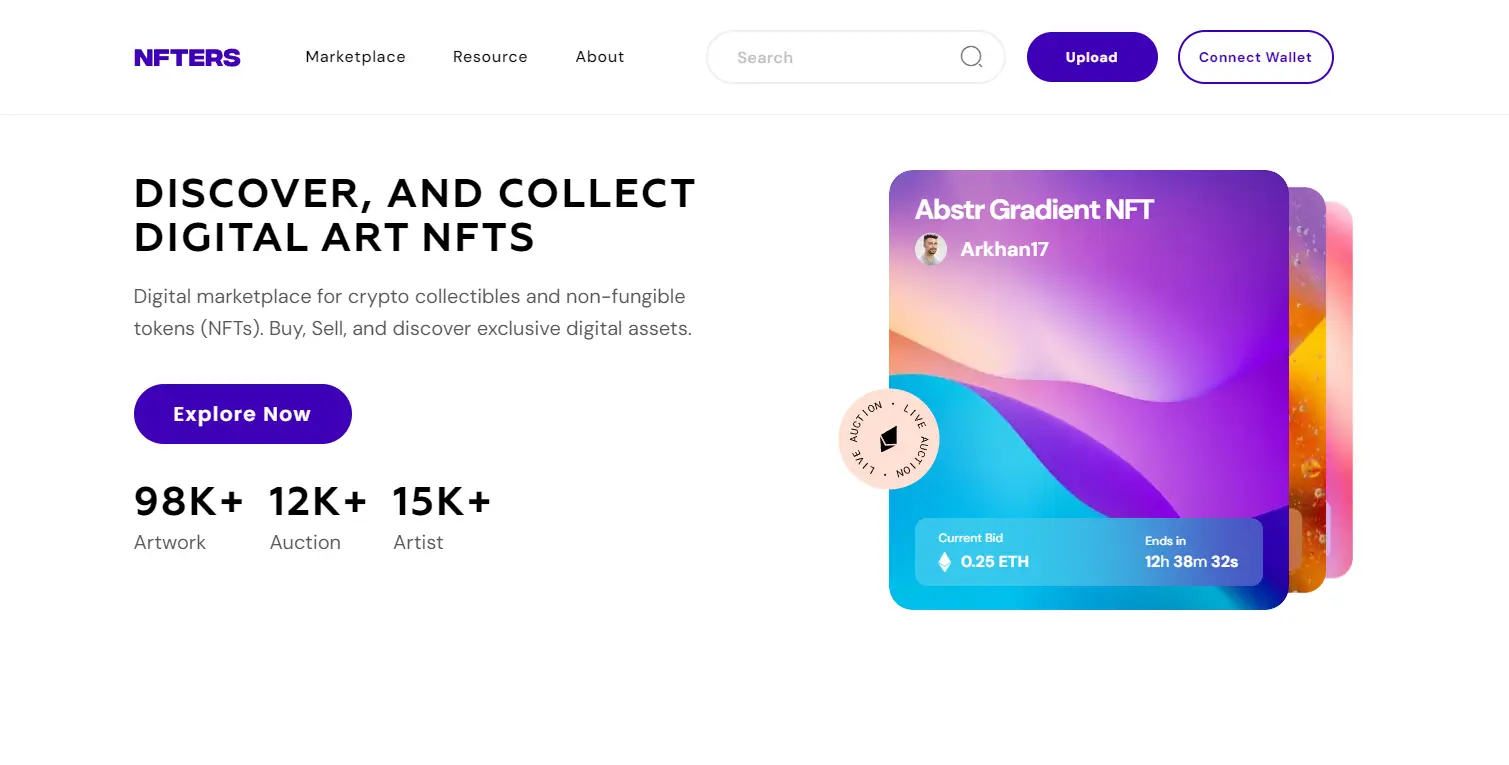 NFTERS
Marketplace
Resource
About
Search
Upload
Connect Wallet
DISCOVER, AND COLLECT
DIGITAL ART NFTS
Digital marketplace for crypto collectibles and non-fungible
tokens (NFTs). Buy, Sell, and discover exclusive digital assets.
Explore Now
98K+ 12K+ 15K+
Artwork Auction Artist
Abstr Gradient NFT
Arkhan17
LIVE AUCTION • LIVE AUCTION •
Current Bid
0.25 ETH
Ends in
12h 38m 32s